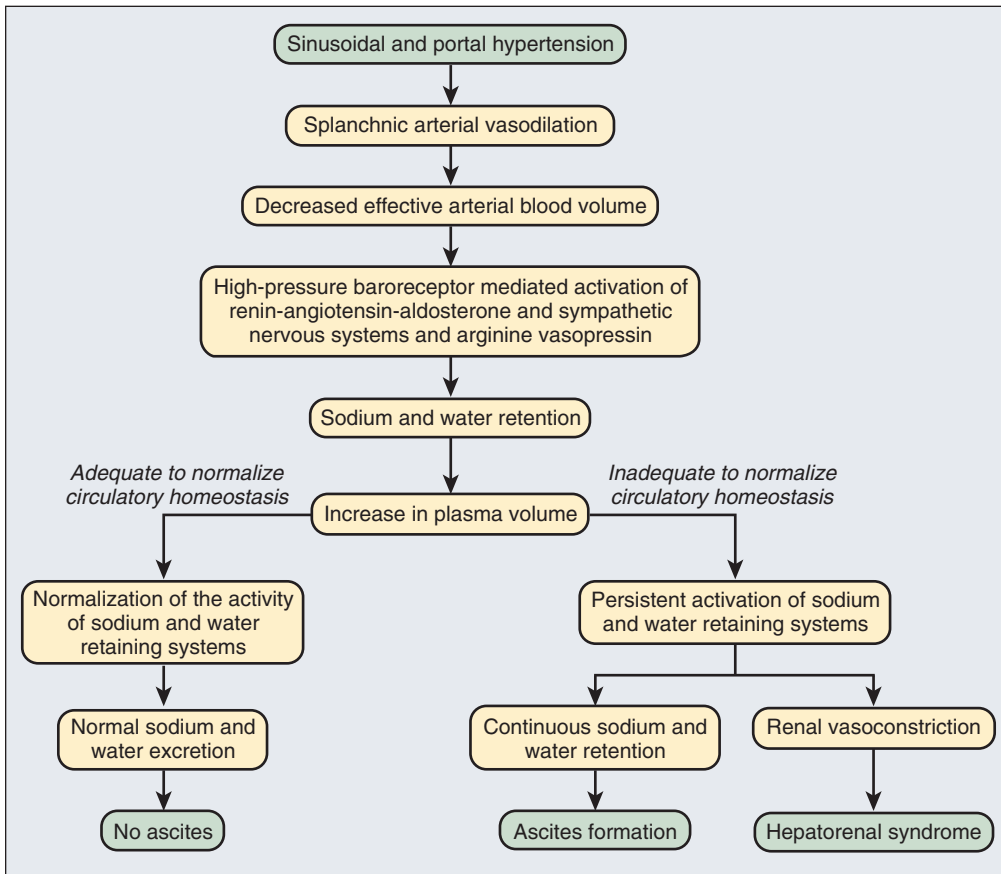 Sinusoidal and portal hypertension
Splanchnic arterial vasodilation
Decreased effective arterial blood volume
High-pressure baroreceptor mediated activation of
renin-angiotensin-aldosterone and sympathetic
nervous systems and arginine vasopressin
Sodium and water retention
Adequate to normalize
circulatory homeostasis
Inadequate to normalize
circulatory homeostasis
Increase in plasma volume
Normalization of the activity
of sodium and water
retaining systems
Persistent activation of sodium
and water retaining systems
Normal sodium and
water excretion
Continuous sodium and
water retention
Renal vasoconstriction
No ascites
Ascites formation
Hepatorenal syndrome